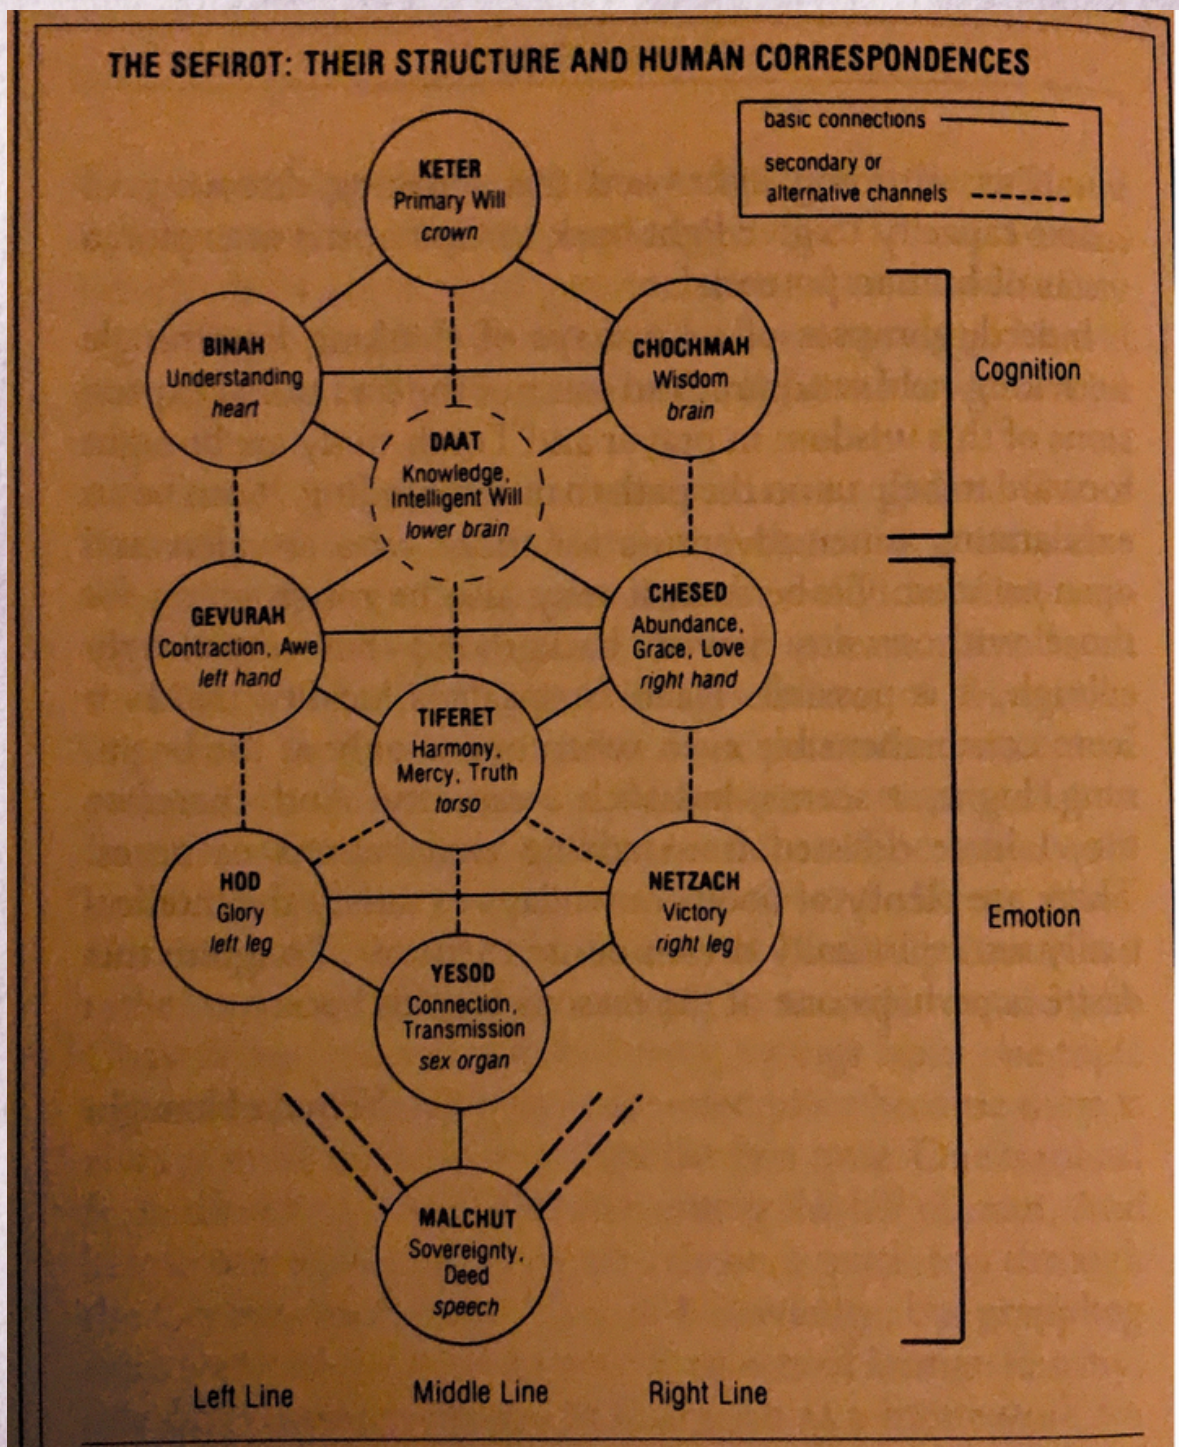 THE SEFIROT: THEIR STRUCTURE AND HUMAN CORRESPONDENCES
basic connections
secondary or
alternative channels
KETER
Primary Will
crown
BINAH
Understanding
heart
CHOCHMAH
Wisdom
brain
Cognition
DAAT
Knowledge,
Intelligent Will
lower brain
GEVURAH
Contraction, Awe
left hand
CHESED
Abundance,
Grace, Love
right hand
TIFERET
Harmony,
Mercy, Truth
torso
HOD
Glory
left leg
NETZACH
Victory
right leg
Emotion
YESOD
Connection,
Transmission
sex organ
MALCHUT
Sovereignty,
Deed
speech
Left Line
Middle Line
Right Line